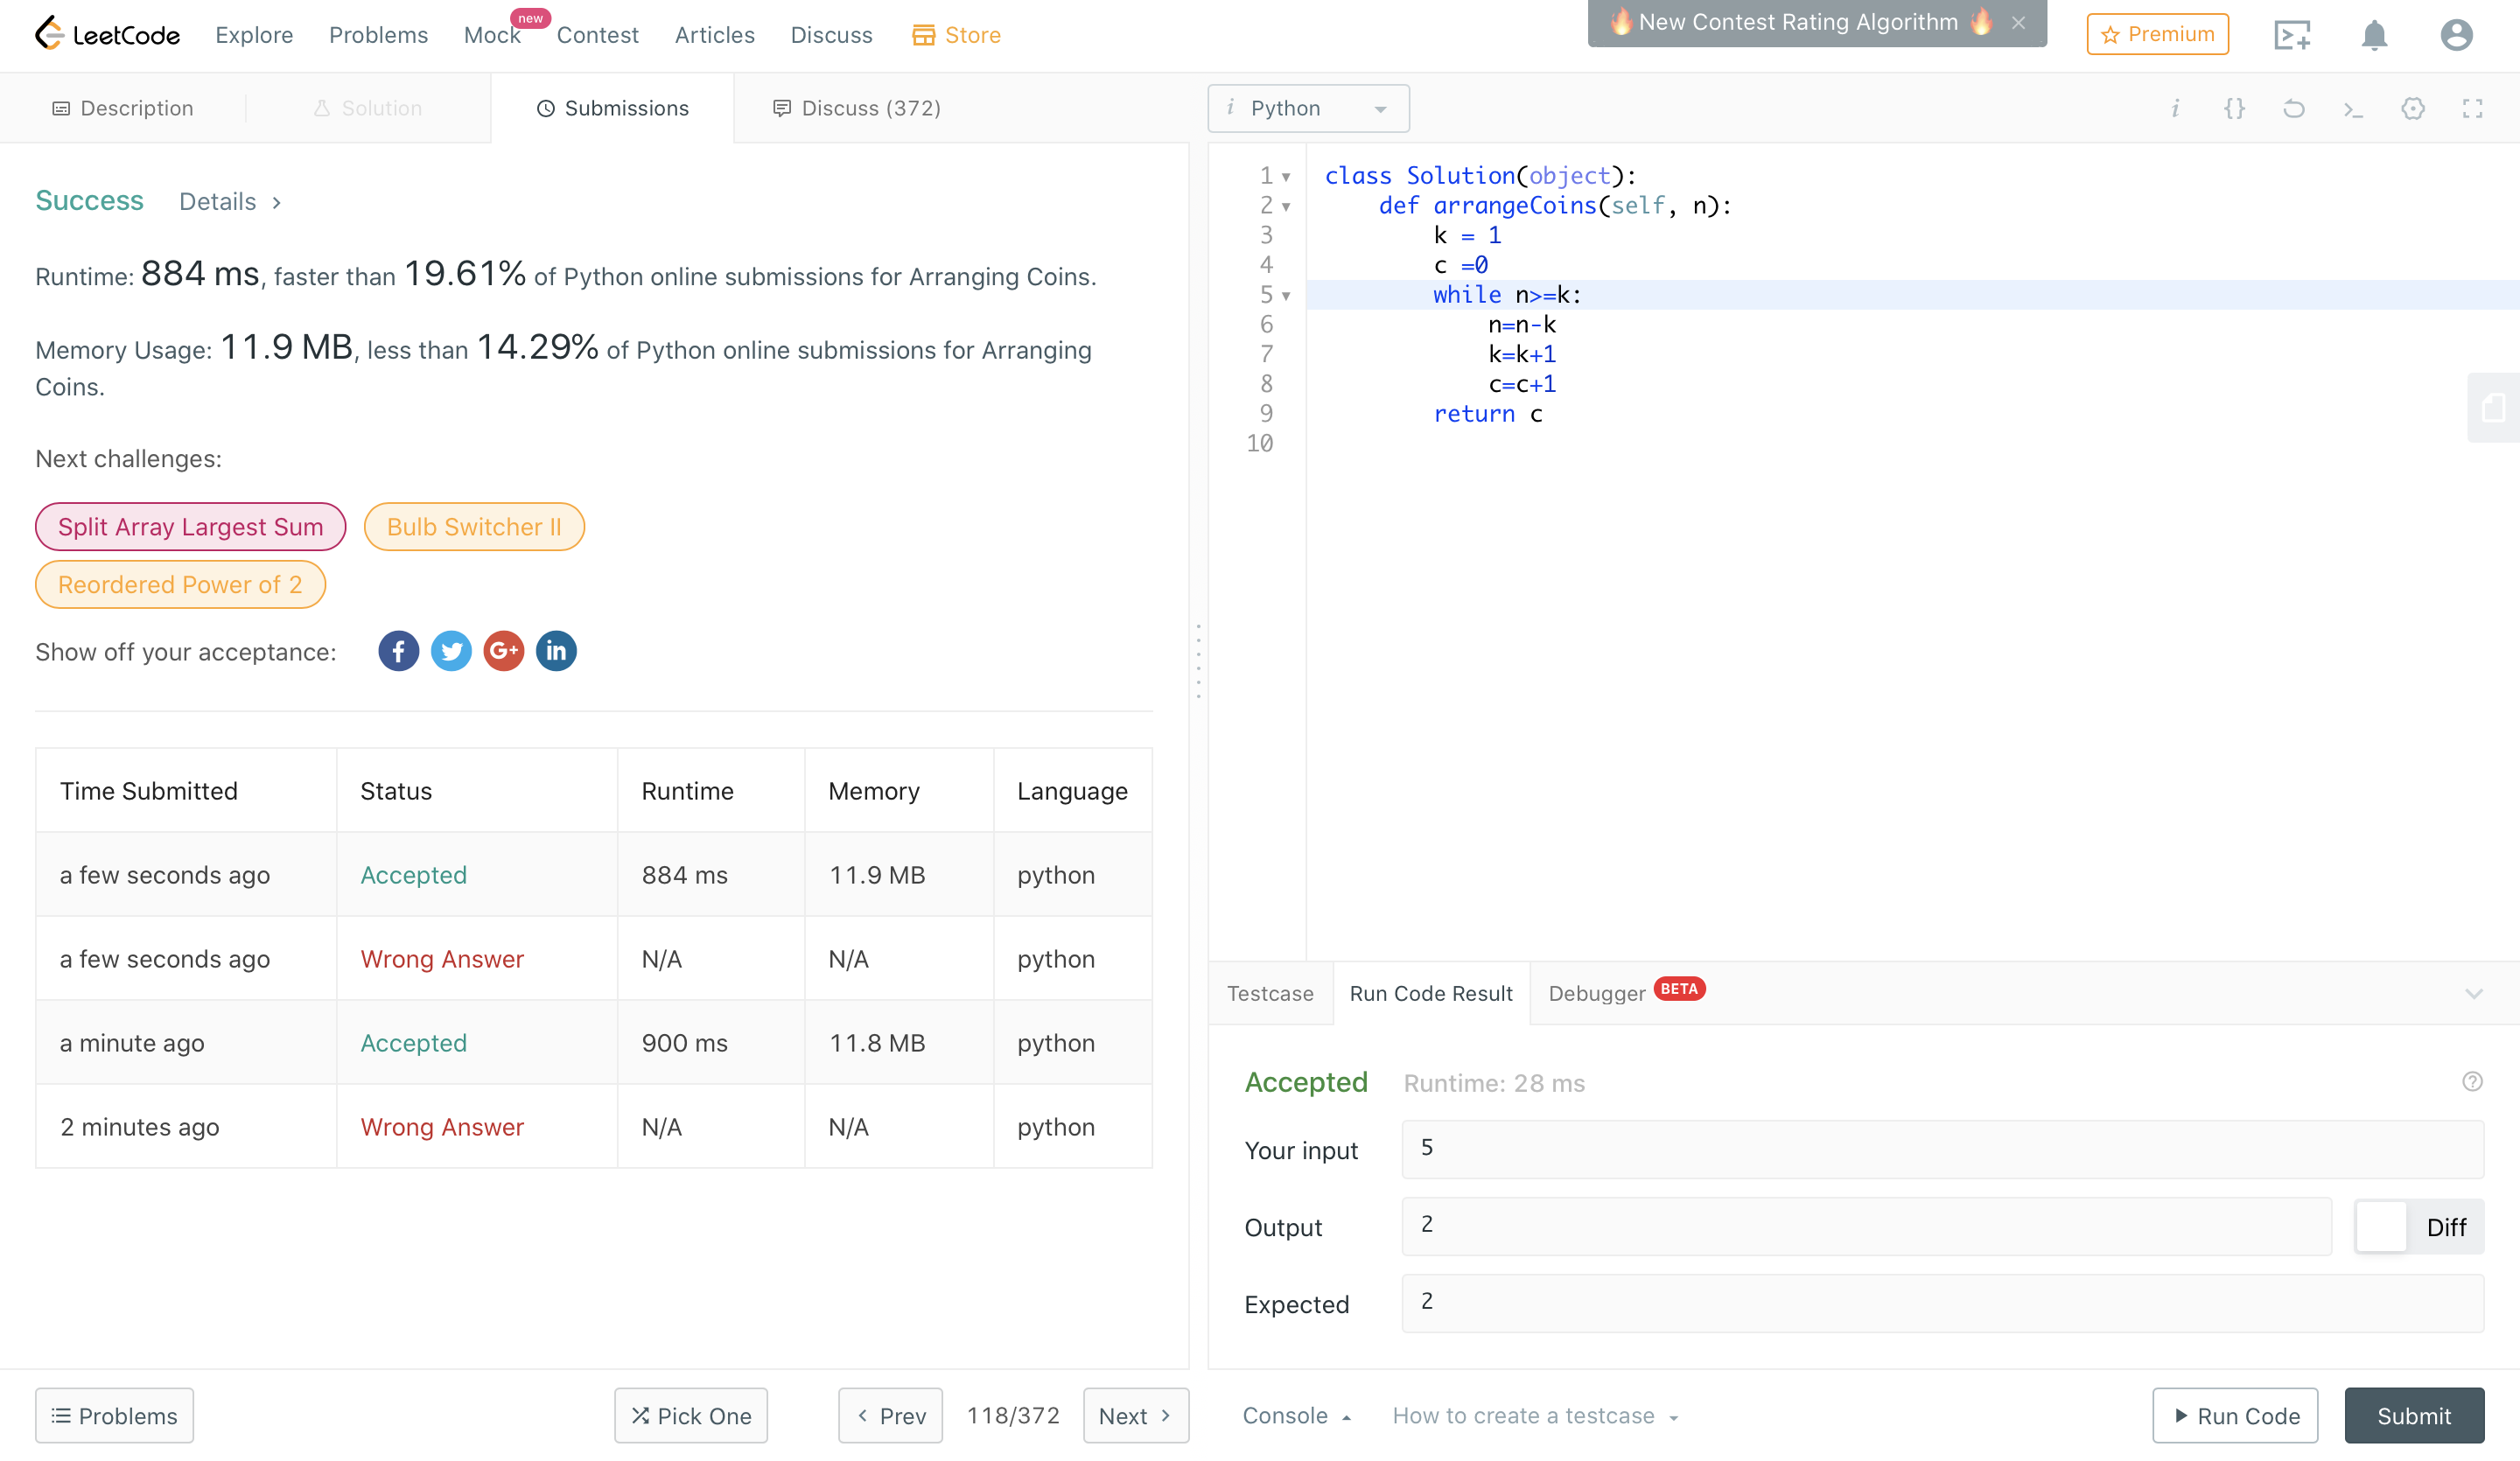 LeetCode Explore Problems Mock new Contest Articles Discuss Store 🔥New Contest Rating Algorithm 🔥 × Premium
Description Solution Submissions Discuss (372)
Success Details >
Runtime: 884 ms, faster than 19.61% of Python online submissions for Arranging Coins.
Memory Usage: 11.9 MB, less than 14.29% of Python online submissions for Arranging
Coins.
Next challenges:
Split Array Largest Sum Bulb Switcher II
Reordered Power of 2
Show off your acceptance: f G+ in
Time Submitted Status Runtime Memory Language
a few seconds ago Accepted 884 ms 11.9 MB python
a few seconds ago Wrong Answer N/A N/A python
a minute ago Accepted 900 ms 11.8 MB python
2 minutes ago Wrong Answer N/A N/A python
Problems Pick One < Prev 118/372 Next >
i Python i {} >_
1 class Solution(object):
2     def arrangeCoins(self, n):
3         k = 1
4         c =0
5         while n>=k:
6             n=n-k
7             k=k+1
8             c=c+1
9         return c
10
Testcase Run Code Result Debugger BETA
Accepted Runtime: 28 ms ?
Your input 5
Output 2 Diff
Expected 2
Console How to create a testcase Run Code Submit